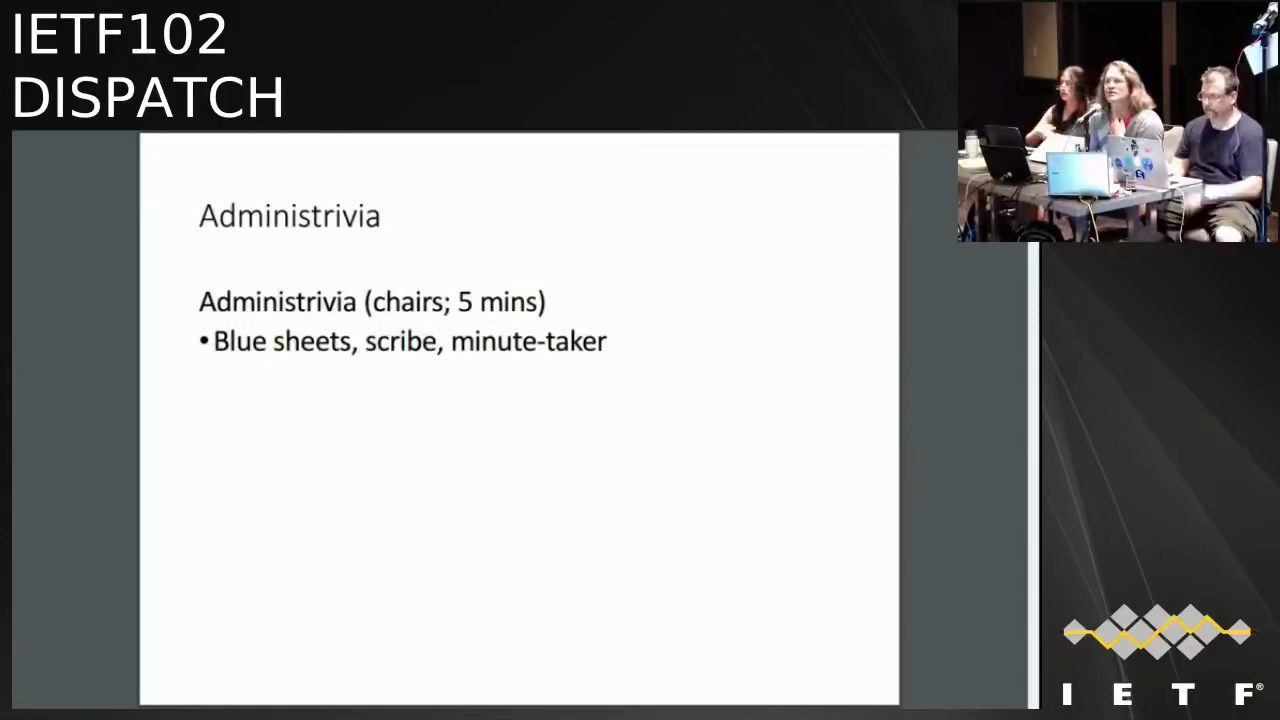 IETF102
DISPATCH
Administrivia
Administrivia (chairs; 5 mins)
• Blue sheets, scribe, minute-taker
I E T F®